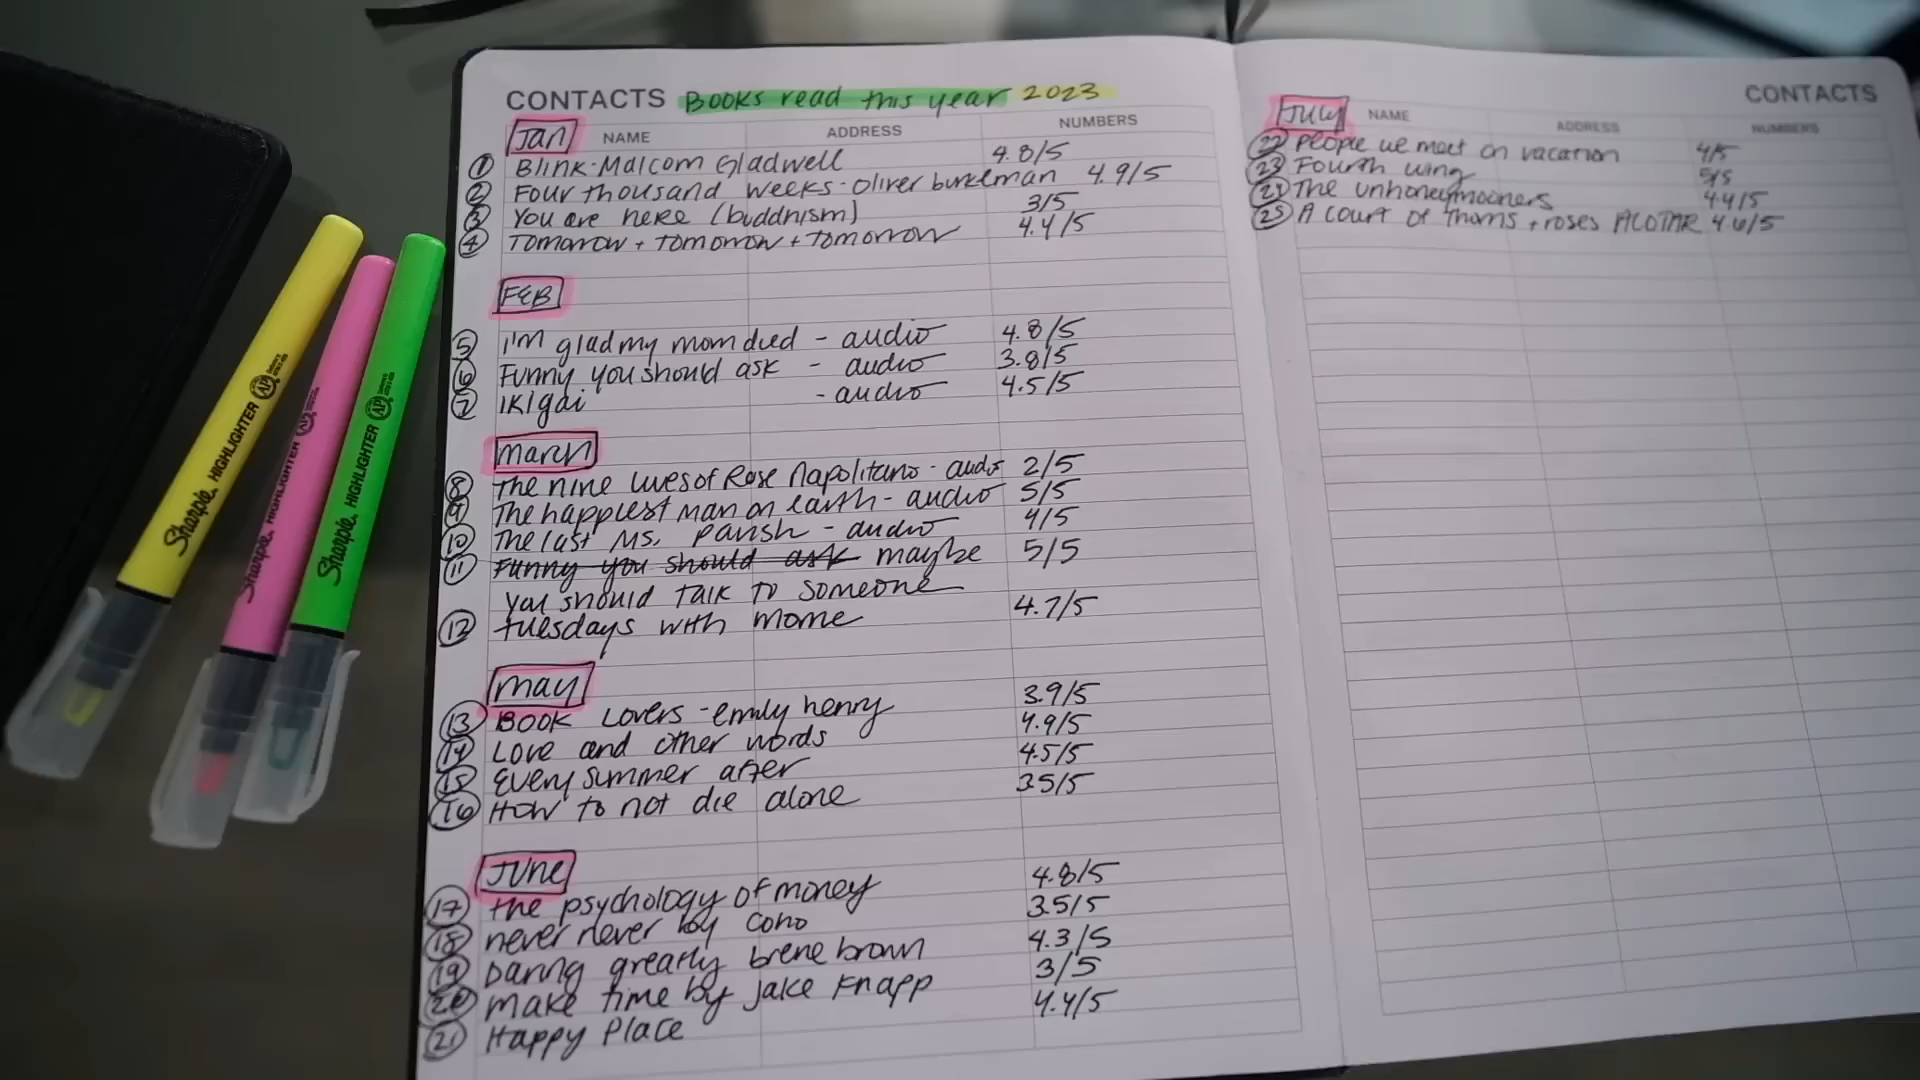 CONTACTS Books read this year 2023
Jan NAME ADDRESS NUMBERS
1 Blink-Malcom Gladwell 4.8/5
2 Four thousand weeks-oliver burkeman 4.9/5
3 You are here (buddhism) 3/5
4 Tomorrow + tomorrow + tomorrow 4.4/5
FEB
5 I'm glad my mom died - audio 4.8/5
6 Funny you should ask - audio 3.8/5
7 Ikigai - audio 4.5/5
March
8 The nine lives of Rose Napolitano - audio 2/5
9 The happiest man on earth - audio 5/5
10 The last Ms. Parrish - audio 4/5
11 Funny you should ask maybe 5/5
you should talk to someone
12 Tuesdays with morrie 4.7/5
May
13 Book Lovers - emily henry 3.9/5
14 Love and other words 4.9/5
15 Every summer after 4.5/5
16 How to not die alone 3.5/5
June
17 the psychology of money 4.8/5
18 never never by Coho 3.5/5
19 Daring greatly brene brown 4.3/5
20 make time by jake Knapp 3/5
21 Happy Place 4.4/5
CONTACTS
July NAME ADDRESS NUMBERS
22 People we meet on vacation 4/5
23 Fourth wing 5/5
24 The unhoneymooners 4.4/5
25 A court of thorns + roses ACOTAR 4.6/5
Sharpie. HIGHLIGHTER AP
Sharpie. HIGHLIGHTER AP
Sharpie. HIGHLIGHTER AP